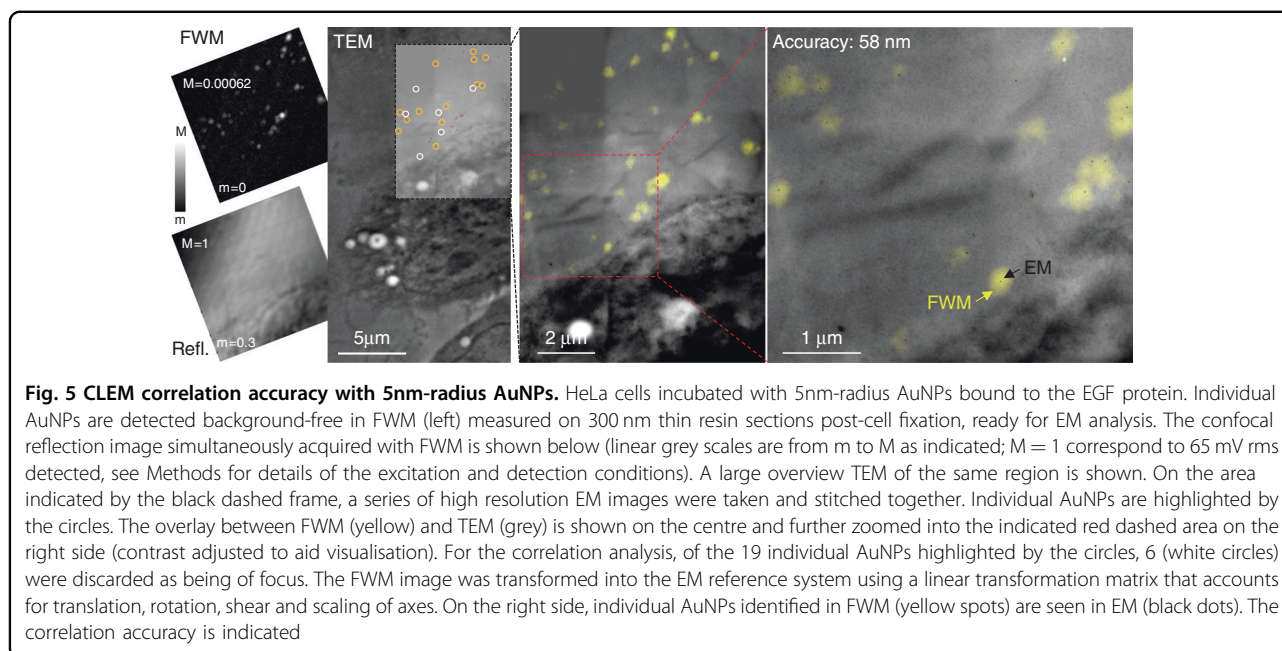 FWM
M=0.00062
M
m
m=0
M=1
m=0.3
Refl.
TEM
5μm
2 μm
Accuracy: 58 nm
EM
FWM
1 μm
Fig. 5 CLEM correlation accuracy with 5nm-radius AuNPs. HeLa cells incubated with 5nm-radius AuNPs bound to the EGF protein. Individual
AuNPs are detected background-free in FWM (left) measured on 300 nm thin resin sections post-cell fixation, ready for EM analysis. The confocal
reflection image simultaneously acquired with FWM is shown below (linear grey scales are from m to M as indicated; M = 1 correspond to 65 mV rms
detected, see Methods for details of the excitation and detection conditions). A large overview TEM of the same region is shown. On the area
indicated by the black dashed frame, a series of high resolution EM images were taken and stitched together. Individual AuNPs are highlighted by
the circles. The overlay between FWM (yellow) and TEM (grey) is shown on the centre and further zoomed into the indicated red dashed area on the
right side (contrast adjusted to aid visualisation). For the correlation analysis, of the 19 individual AuNPs highlighted by the circles, 6 (white circles)
were discarded as being of focus. The FWM image was transformed into the EM reference system using a linear transformation matrix that accounts
for translation, rotation, shear and scaling of axes. On the right side, individual AuNPs identified in FWM (yellow spots) are seen in EM (black dots). The
correlation accuracy is indicated